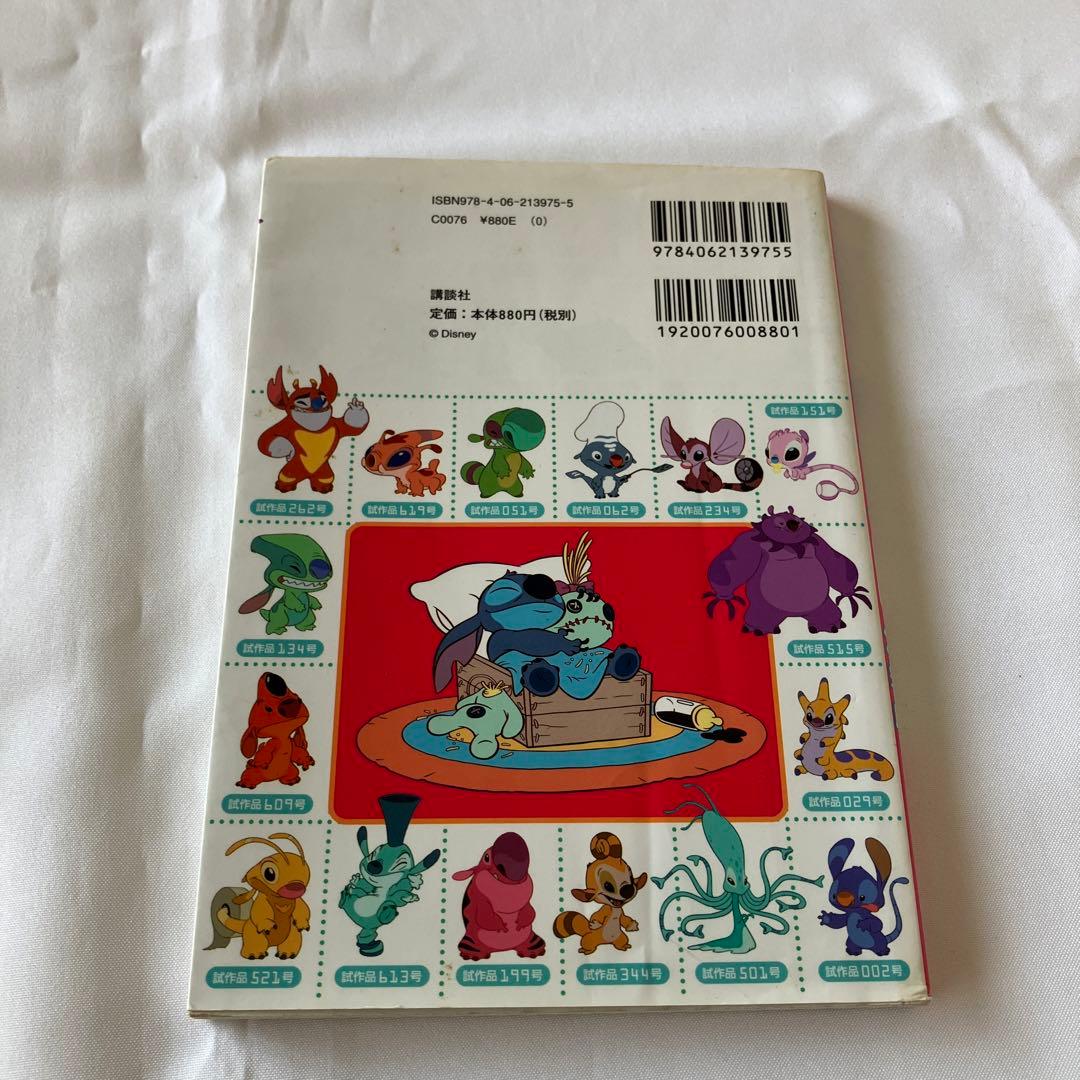 ISBN978-4-06-213975-5
C0076 ¥880E (0)
9784062139755
講談社
定価：本体880円(税別)
© Disney
1920076008801
試作品151号
試作品262号
試作品619号
試作品051号
試作品062号
試作品234号
試作品134号
試作品515号
試作品609号
試作品029号
試作品521号
試作品613号
試作品199号
試作品344号
試作品501号
試作品002号